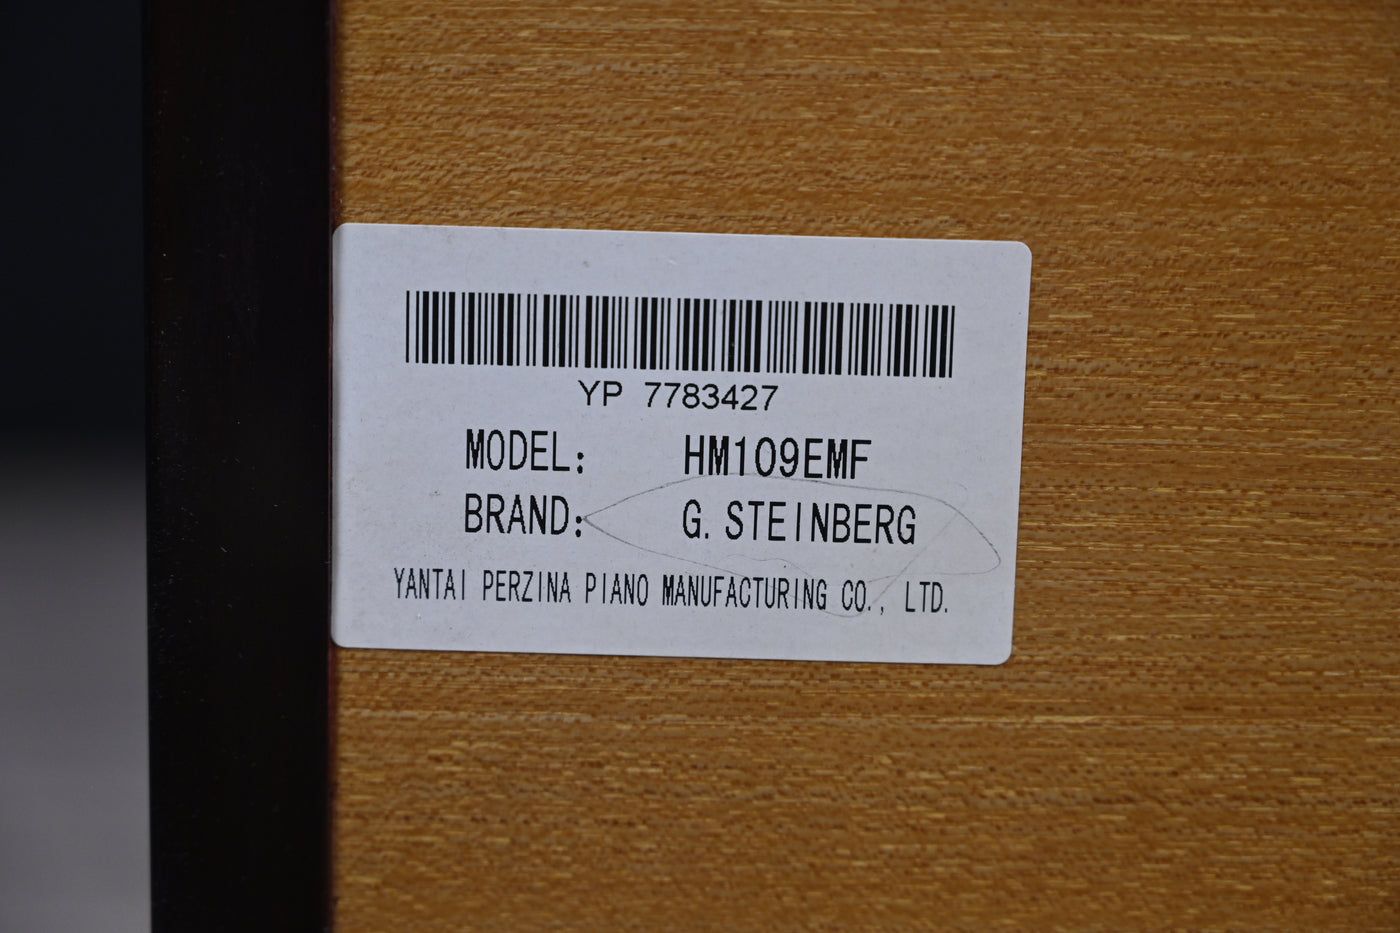 YP 7783427
MODEL: HM109EMF
BRAND: G. STEINBERG
YANTAI PERZINA PIANO MANUFACTURING CO., LTD.